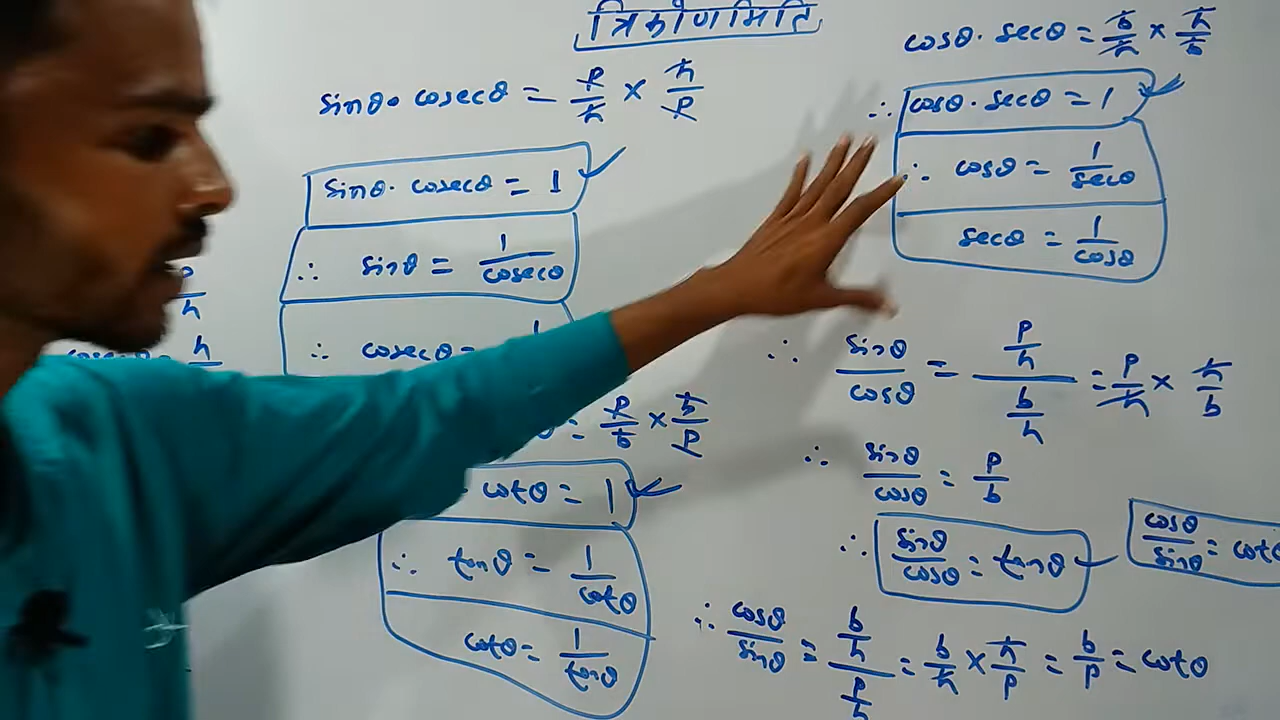 त्रिकोणमिति
sinθ · cosecθ = p/h × h/p
sinθ · cosecθ = 1
∴ sinθ = 1/cosecθ
∴ cosecθ =
= p/b × b/p
cotθ = 1
∴ tanθ = 1/cotθ
cotθ = 1/tanθ
cosθ · secθ = b/h × h/b
∴ cosθ · secθ = 1
∴ cosθ = 1/secθ
secθ = 1/cosθ
∴ sinθ/cosθ = (p/h)/(b/h) = p/h × h/b
∴ sinθ/cosθ = p/b
∴ sinθ/cosθ = tanθ
cosθ/sinθ = cotθ
∴ cosθ/sinθ = (b/h)/(p/h) = b/h × h/p = b/p = cotθ